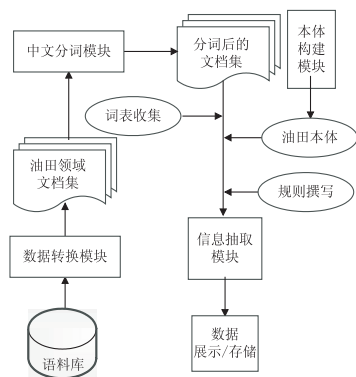 中文分词模块
分词后的
文档集
本体
构建
模块
词表收集
油田本体
油田领域
文档集
规则撰写
数据转换模块
信息抽取
模块
语料库
数据
展示/存储